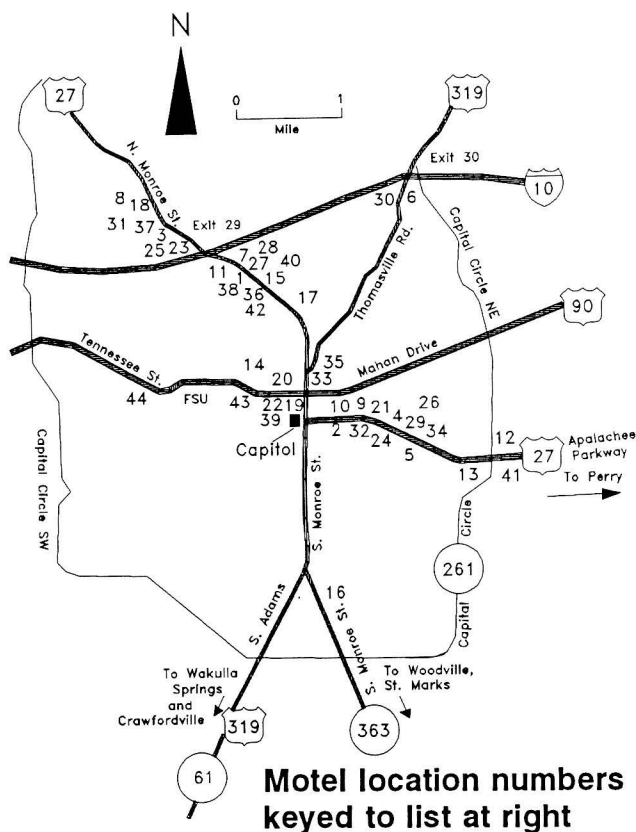 N
27
0 1
Mile
319
N. Monroe St.
Exit 30
10
8 18
31 37 3
25 23
Exit 29
30 6
7 28
27 40
11 1 15
38 36
42
17
Thomasville Rd.
Capital Circle NE
90
Tennessee St.
14
35
Mahan Drive
20 33
44 FSU 43 22 19
39
10 9 21 4 26
29
2 32 24 34
5
12
27
Apalachee
Parkway
13 41
To Perry
Capitol
Capital Circle SW
S. Monroe St.
Circle
261
Capital
16
S. Adams
S. Monroe St.
To Wakulla
Springs
and
Crawfordville
To Woodville,
St. Marks
319
363
61
Motel location numbers
keyed to list at right